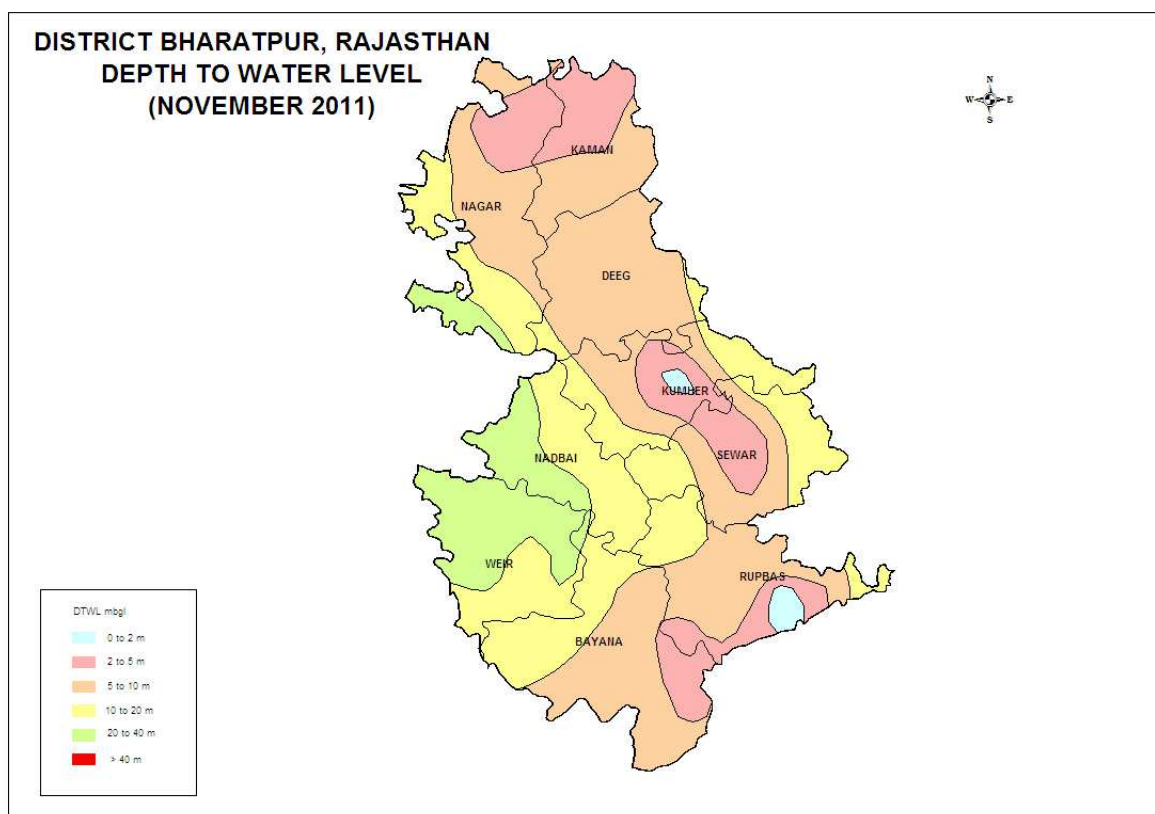 DISTRICT BHARATPUR, RAJASTHAN
DEPTH TO WATER LEVEL
(NOVEMBER 2011)
N
W E
S
KAMAN
NAGAR
DEEG
KUMHER
SEWAR
NADBAI
WEIR
RUPBAS
BAYANA
DTWL mbgl
0 to 2 m
2 to 5 m
5 to 10 m
10 to 20 m
20 to 40 m
> 40 m